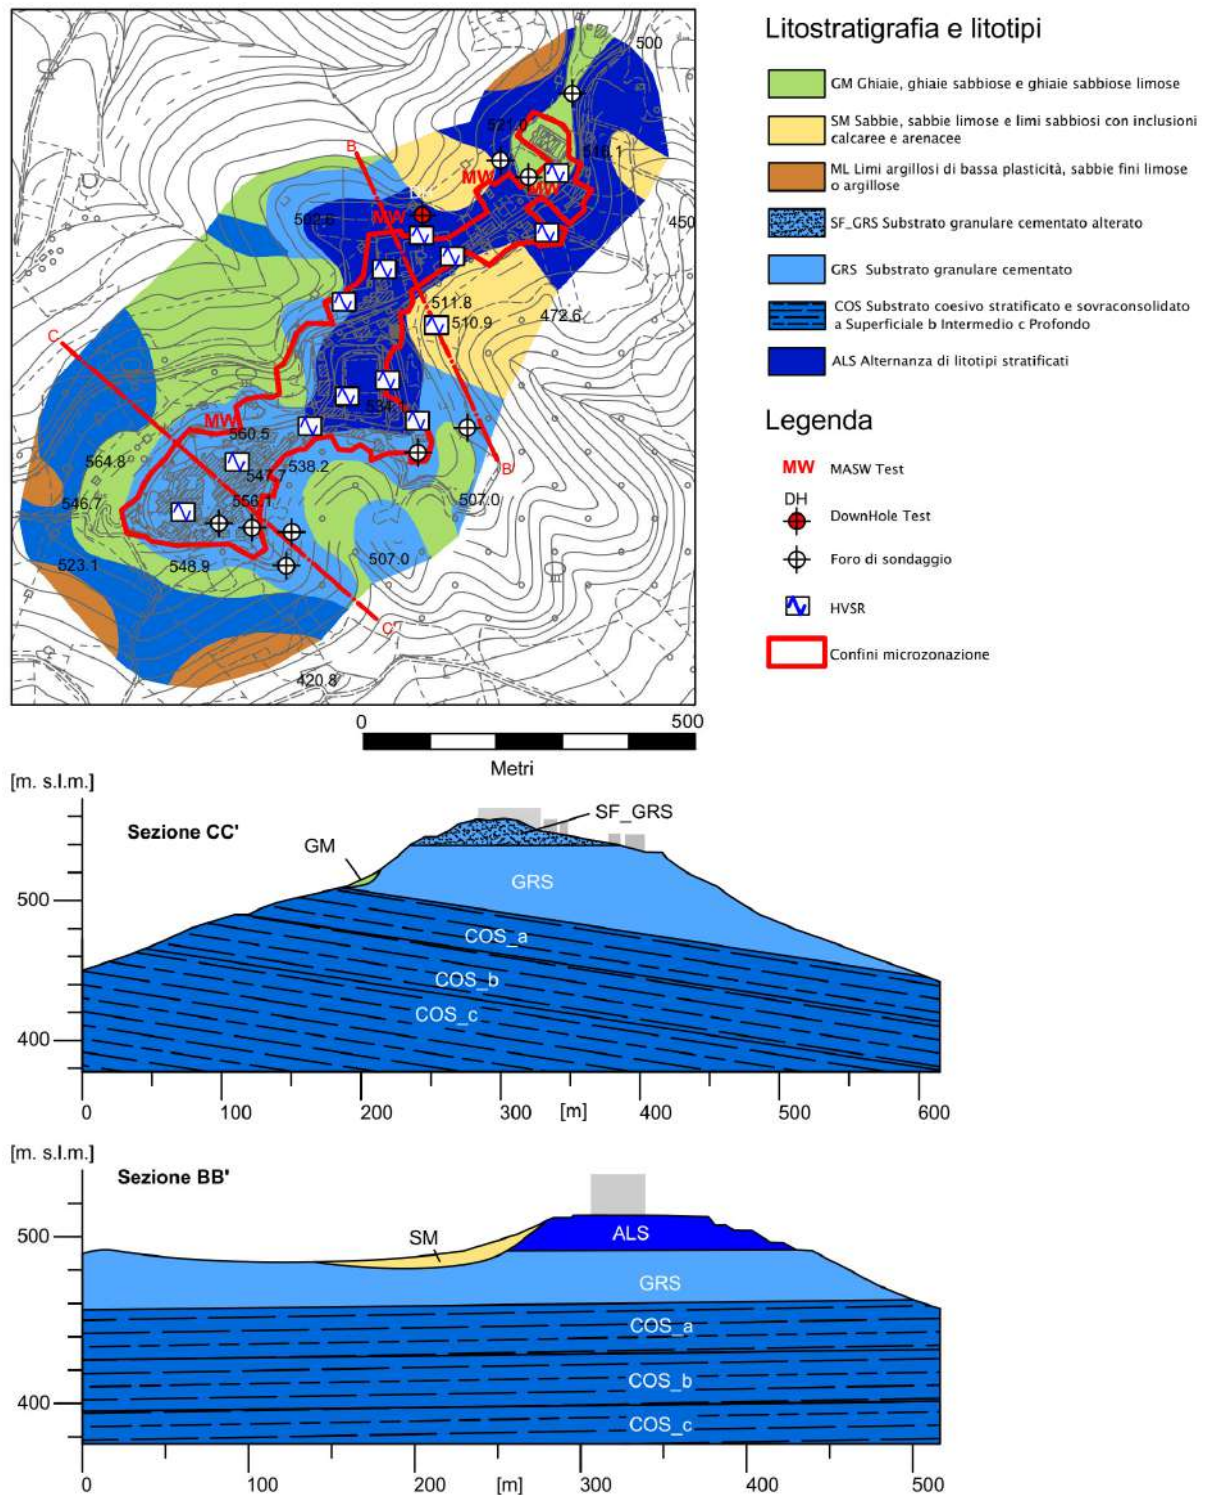 Litostratigrafia e litotipi
GM Ghiaie, ghiaie sabbiose e ghiaie sabbiose limose
SM Sabbie, sabbie limose e limi sabbiosi con inclusioni
calcaree e arenacee
ML Limi argillosi di bassa plasticità, sabbie fini limose
o argillose
SF_GRS Substrato granulare cementato alterato
GRS Substrato granulare cementato
COS Substrato coesivo stratificato e sovraconsolidato
a Superficiale b Intermedio c Profondo
ALS Alternanza di litotipi stratificati
Legenda
MW MASW Test
DH
DownHole Test
Foro di sondaggio
HVSR
Confini microzonazione
500
521.0
516.1
B
MW
MW
450
502.6
MW
DH
511.8
510.9
472.6
C
534.1
MW
560.5
564.8
538.2
547.7
B'
546.7
556.1
507.0
507.0
523.1
548.9
C'
420.8
0 500
Metri
[m. s.l.m.]
Sezione CC'
SF_GRS
GM
GRS
500
COS_a
COS_b
COS_c
400
0 100 200 300 [m] 400 500 600
[m. s.l.m.]
Sezione BB'
500
SM
ALS
GRS
COS_a
COS_b
400
COS_c
0 100 200 [m] 300 400 500